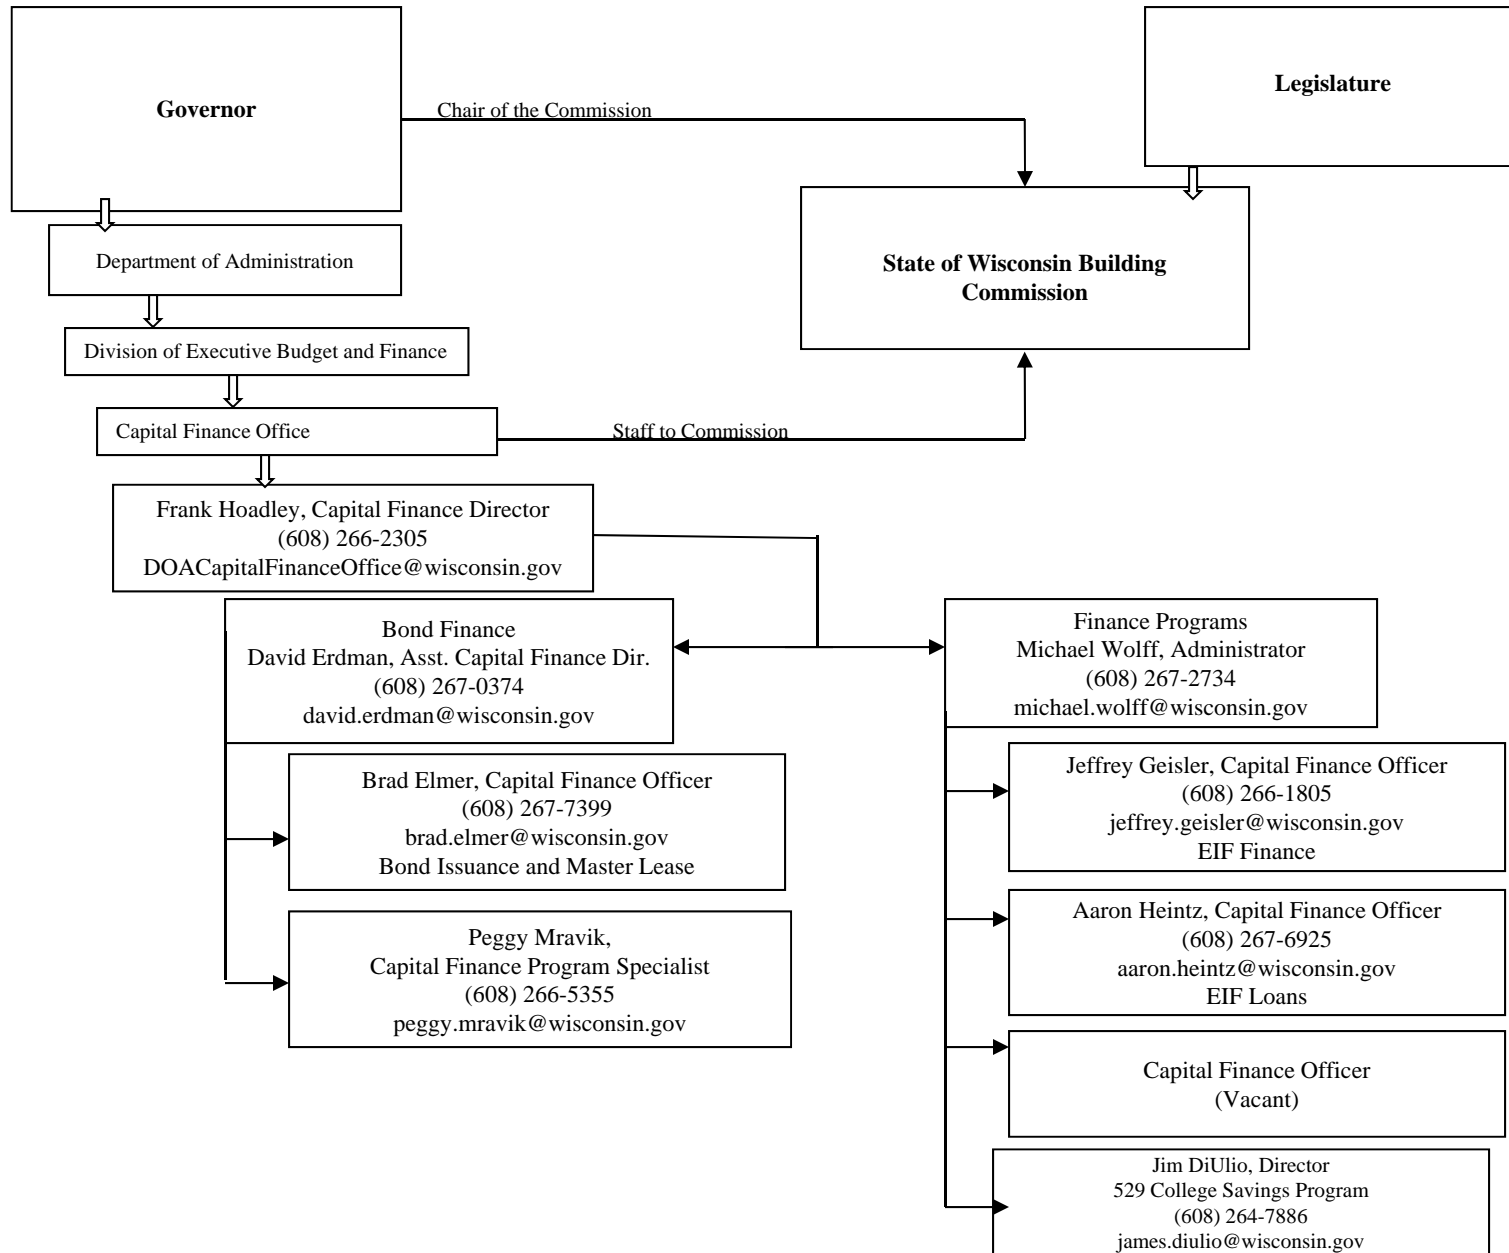 Governor
Chair of the Commission
Legislature
Department of Administration
State of Wisconsin Building
Commission
Division of Executive Budget and Finance
Capital Finance Office
Staff to Commission
Frank Hoadley, Capital Finance Director
(608) 266-2305
DOACapitalFinanceOffice@wisconsin.gov
Bond Finance
David Erdman, Asst. Capital Finance Dir.
(608) 267-0374
david.erdman@wisconsin.gov
Brad Elmer, Capital Finance Officer
(608) 267-7399
brad.elmer@wisconsin.gov
Bond Issuance and Master Lease
Peggy Mravik,
Capital Finance Program Specialist
(608) 266-5355
peggy.mravik@wisconsin.gov
Finance Programs
Michael Wolff, Administrator
(608) 267-2734
michael.wolff@wisconsin.gov
Jeffrey Geisler, Capital Finance Officer
(608) 266-1805
jeffrey.geisler@wisconsin.gov
EIF Finance
Aaron Heintz, Capital Finance Officer
(608) 267-6925
aaron.heintz@wisconsin.gov
EIF Loans
Capital Finance Officer
(Vacant)
Jim DiUlio, Director
529 College Savings Program
(608) 264-7886
james.diulio@wisconsin.gov